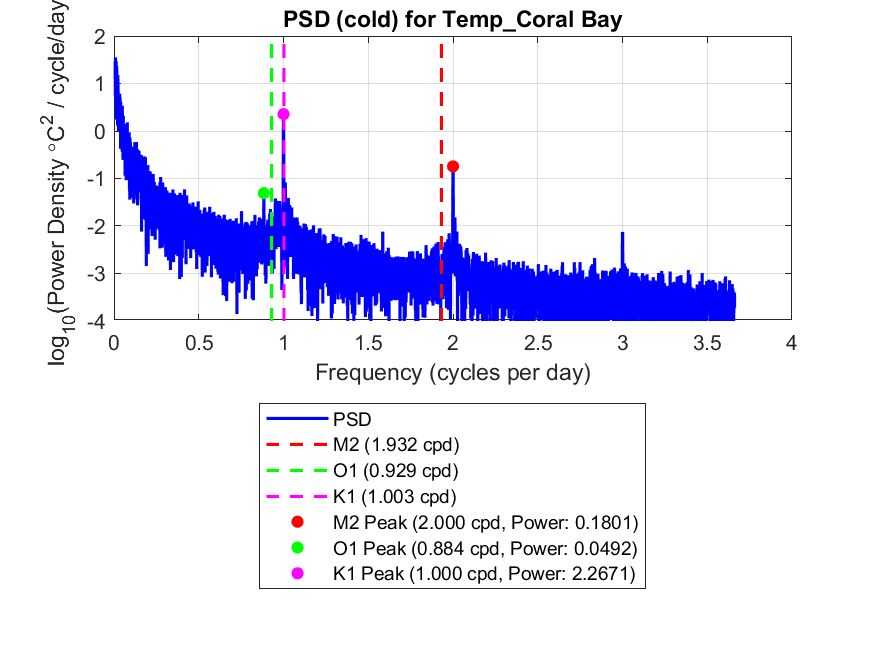 PSD (cold) for Temp_Coral Bay
log10(Power Density °C2 / cycle/day
2
1
0
-1
-2
-3
-4
0 0.5 1 1.5 2 2.5 3 3.5 4
Frequency (cycles per day)
PSD
M2 (1.932 cpd)
O1 (0.929 cpd)
K1 (1.003 cpd)
M2 Peak (2.000 cpd, Power: 0.1801)
O1 Peak (0.884 cpd, Power: 0.0492)
K1 Peak (1.000 cpd, Power: 2.2671)